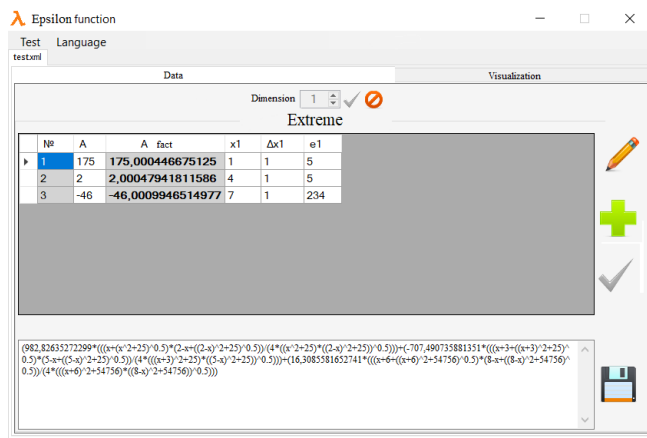 λ Epsilon function
Test Language
test.xml
Data Visualization
Dimension 1
Extreme
№ A A fact x1 Δx1 e1
1 175 175,000446675125 1 1 5
2 2 2,00047941811586 4 1 5
3 -46 -46,0009946514977 7 1 234
(982,82635272299*(((x+(x^2+25)^0.5)*(2-x+((2-x)^2+25)^0.5))/(4*((x^2+25)*((2-x)^2+25))^0.5)))+(-707,490735881351*(((x+3+((x+3)^2+25)^
0.5)*(5-x+((5-x)^2+25)^0.5))/(4*(((x+3)^2+25)*((5-x)^2+25))^0.5)))+(16,3085581652741*(((x+6+((x+6)^2+54756)^0.5)*(8-x+((8-x)^2+54756)^
0.5))/(4*(((x+6)^2+54756)*((8-x)^2+54756))^0.5)))